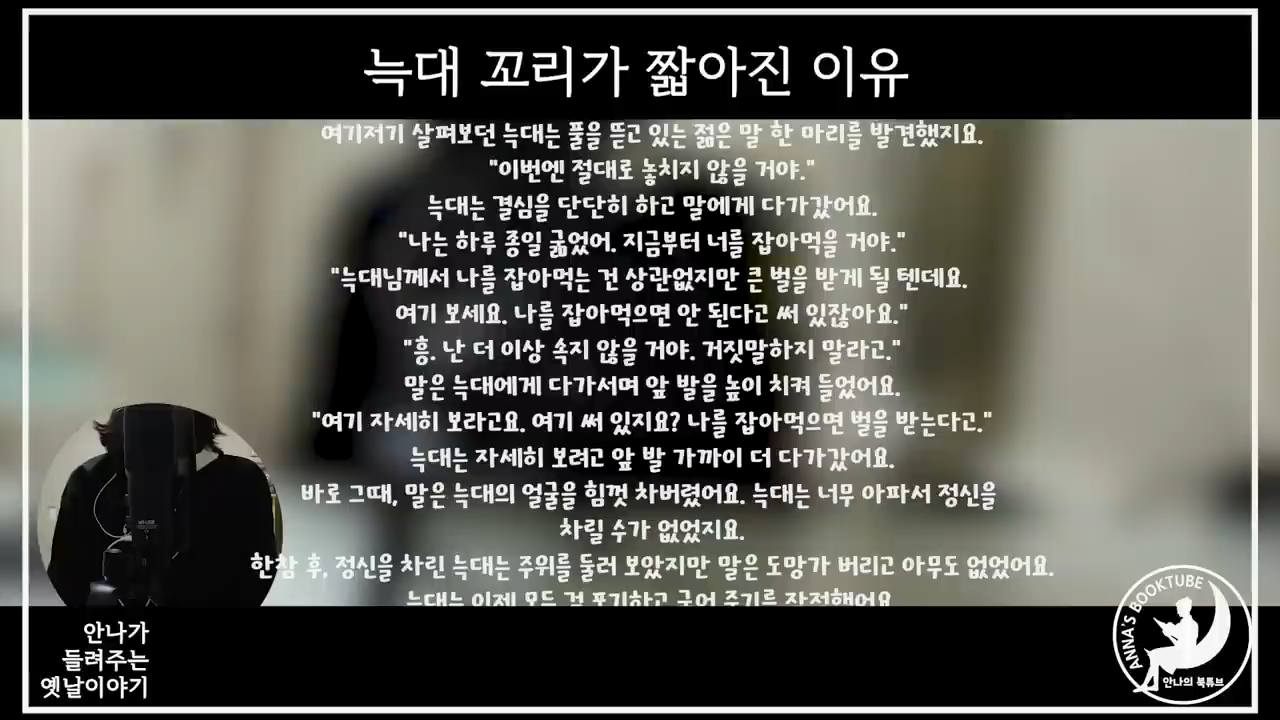 늑대 꼬리가 짧아진 이유
여기저기 살펴보던 늑대는 풀을 뜯고 있는 젊은 말 한 마리를 발견했지요.
"이번엔 절대로 놓치지 않을 거야."
늑대는 결심을 단단히 하고 말에게 다가갔어요.
"나는 하루 종일 굶었어. 지금부터 너를 잡아먹을 거야."
"늑대님께서 나를 잡아먹는 건 상관없지만 큰 벌을 받게 될 텐데요.
여기 보세요. 나를 잡아먹으면 안 된다고 써 있잖아요."
"흥. 난 더 이상 속지 않을 거야. 거짓말하지 말라고."
말은 늑대에게 다가서며 앞 발을 높이 치켜 들었어요.
"여기 자세히 보라고요. 여기 써 있지요? 나를 잡아먹으면 벌을 받는다고."
늑대는 자세히 보려고 앞 발 가까이 더 다가갔어요.
바로 그때, 말은 늑대의 얼굴을 힘껏 차버렸어요. 늑대는 너무 아파서 정신을
차릴 수가 없었지요.
한참 후, 정신을 차린 늑대는 주위를 둘러 보았지만 말은 도망가 버리고 아무도 없었어요.
늑대는 이제 모든 걸 포기하고 굶어 죽기를 작정했어요
안나가
들려주는
옛날이야기
ANNA'S BOOKTUBE
안나의 북튜브